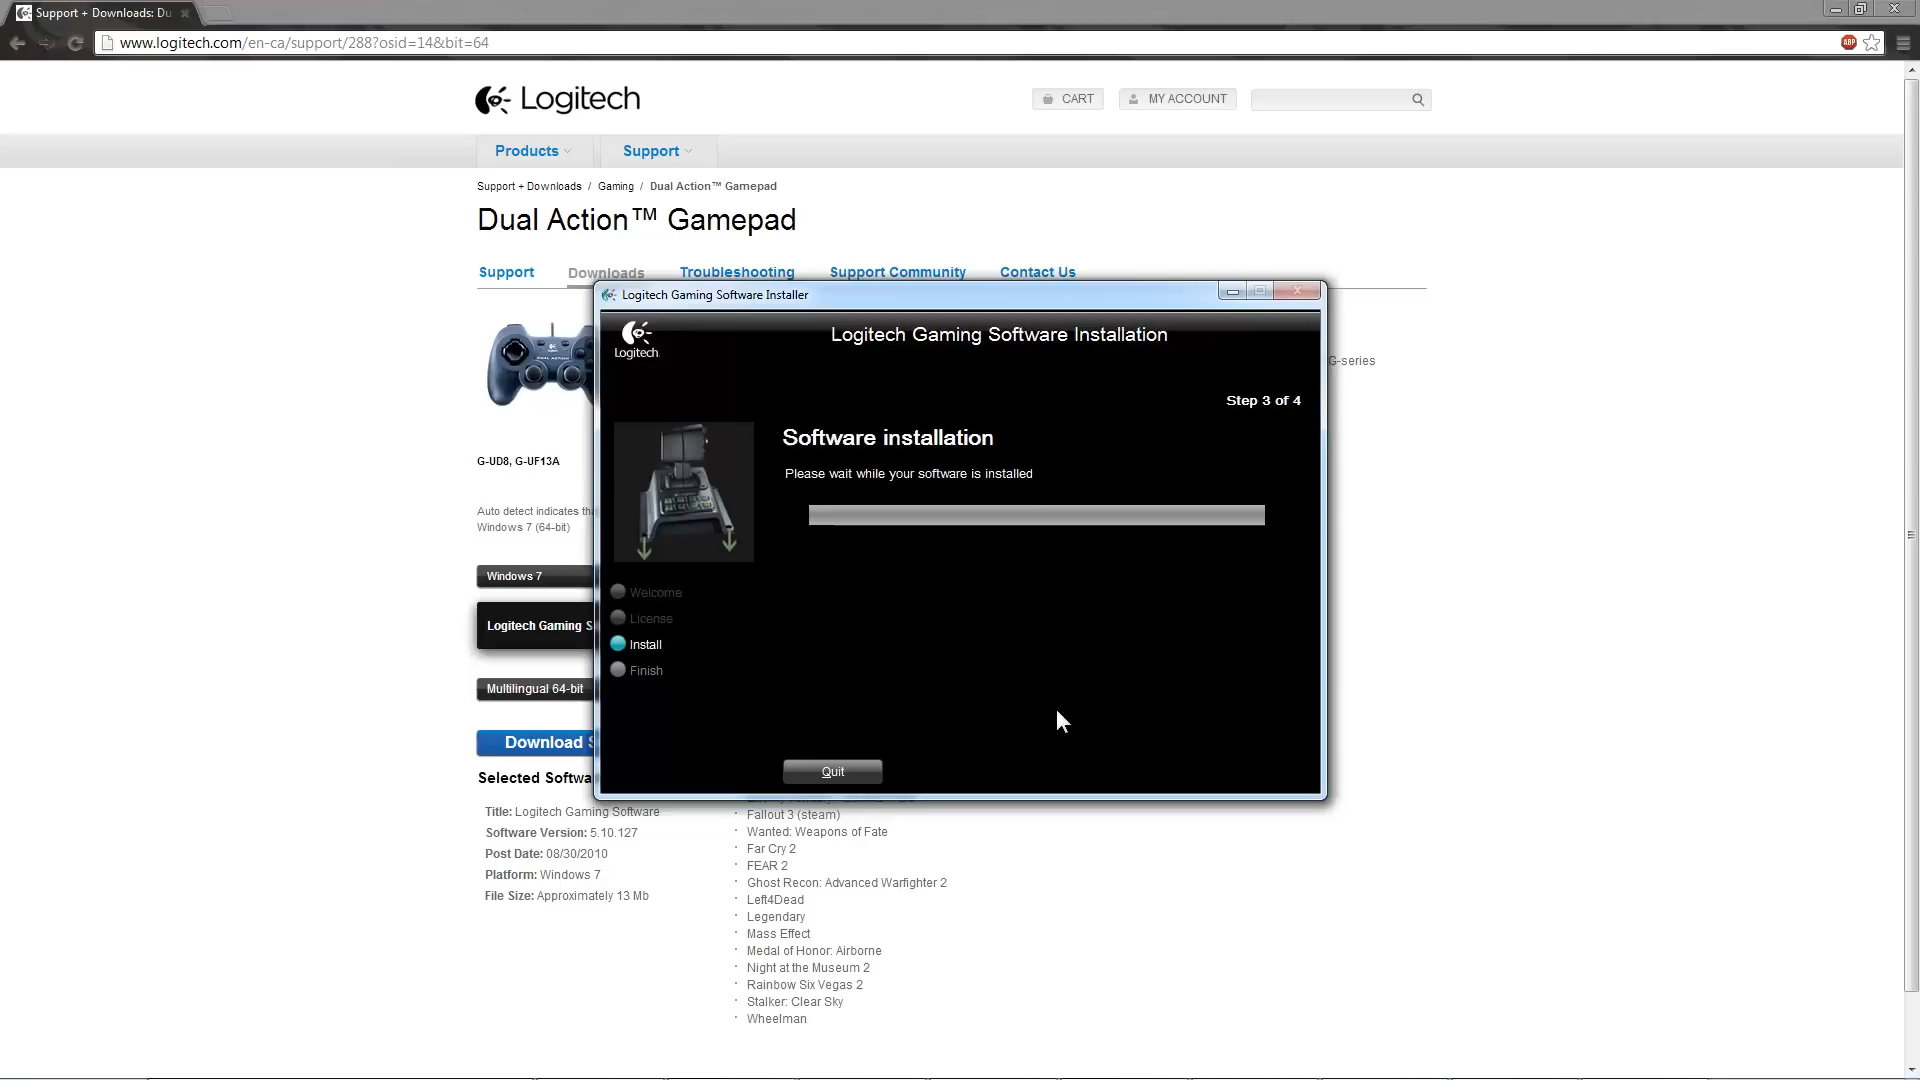 Support + Downloads: Du
www.logitech.com/en-ca/support/288?osid=14&bit=64
ABP
Logitech
CART
MY ACCOUNT
Products
Support
Support + Downloads / Gaming / Dual Action™ Gamepad
Dual Action™ Gamepad
Support
Downloads
Troubleshooting
Support Community
Contact Us
Logitech Gaming Software Installer
Logitech
Logitech Gaming Software Installation
G-series
Step 3 of 4
Software installation
Please wait while your software is installed
G-UD8, G-UF13A
Auto detect indicates tha
Windows 7 (64-bit)
Windows 7
Welcome
License
Logitech Gaming S
Install
Finish
Multilingual 64-bit
Download S
Quit
Selected Softwa
Title: Logitech Gaming Software
Software Version: 5.10.127
Post Date: 08/30/2010
Platform: Windows 7
File Size: Approximately 13 Mb
· Fallout 3 (steam)
· Wanted: Weapons of Fate
· Far Cry 2
· FEAR 2
· Ghost Recon: Advanced Warfighter 2
· Left4Dead
· Legendary
· Mass Effect
· Medal of Honor: Airborne
· Night at the Museum 2
· Rainbow Six Vegas 2
· Stalker: Clear Sky
· Wheelman